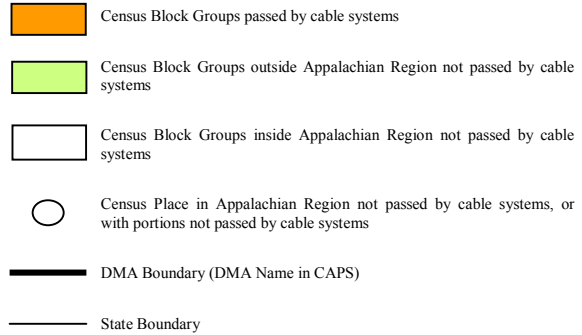 Census Block Groups passed by cable systems
Census Block Groups outside Appalachian Region not passed by cable
systems
Census Block Groups inside Appalachian Region not passed by cable
systems
Census Place in Appalachian Region not passed by cable systems, or
with portions not passed by cable systems
DMA Boundary (DMA Name in CAPS)
State Boundary